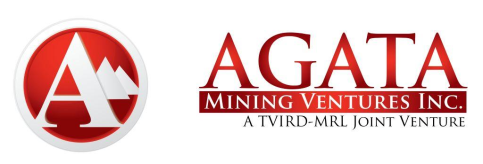 A
AGATA
MINING VENTURES INC.
A TVIRD-MRL JOINT VENTURE